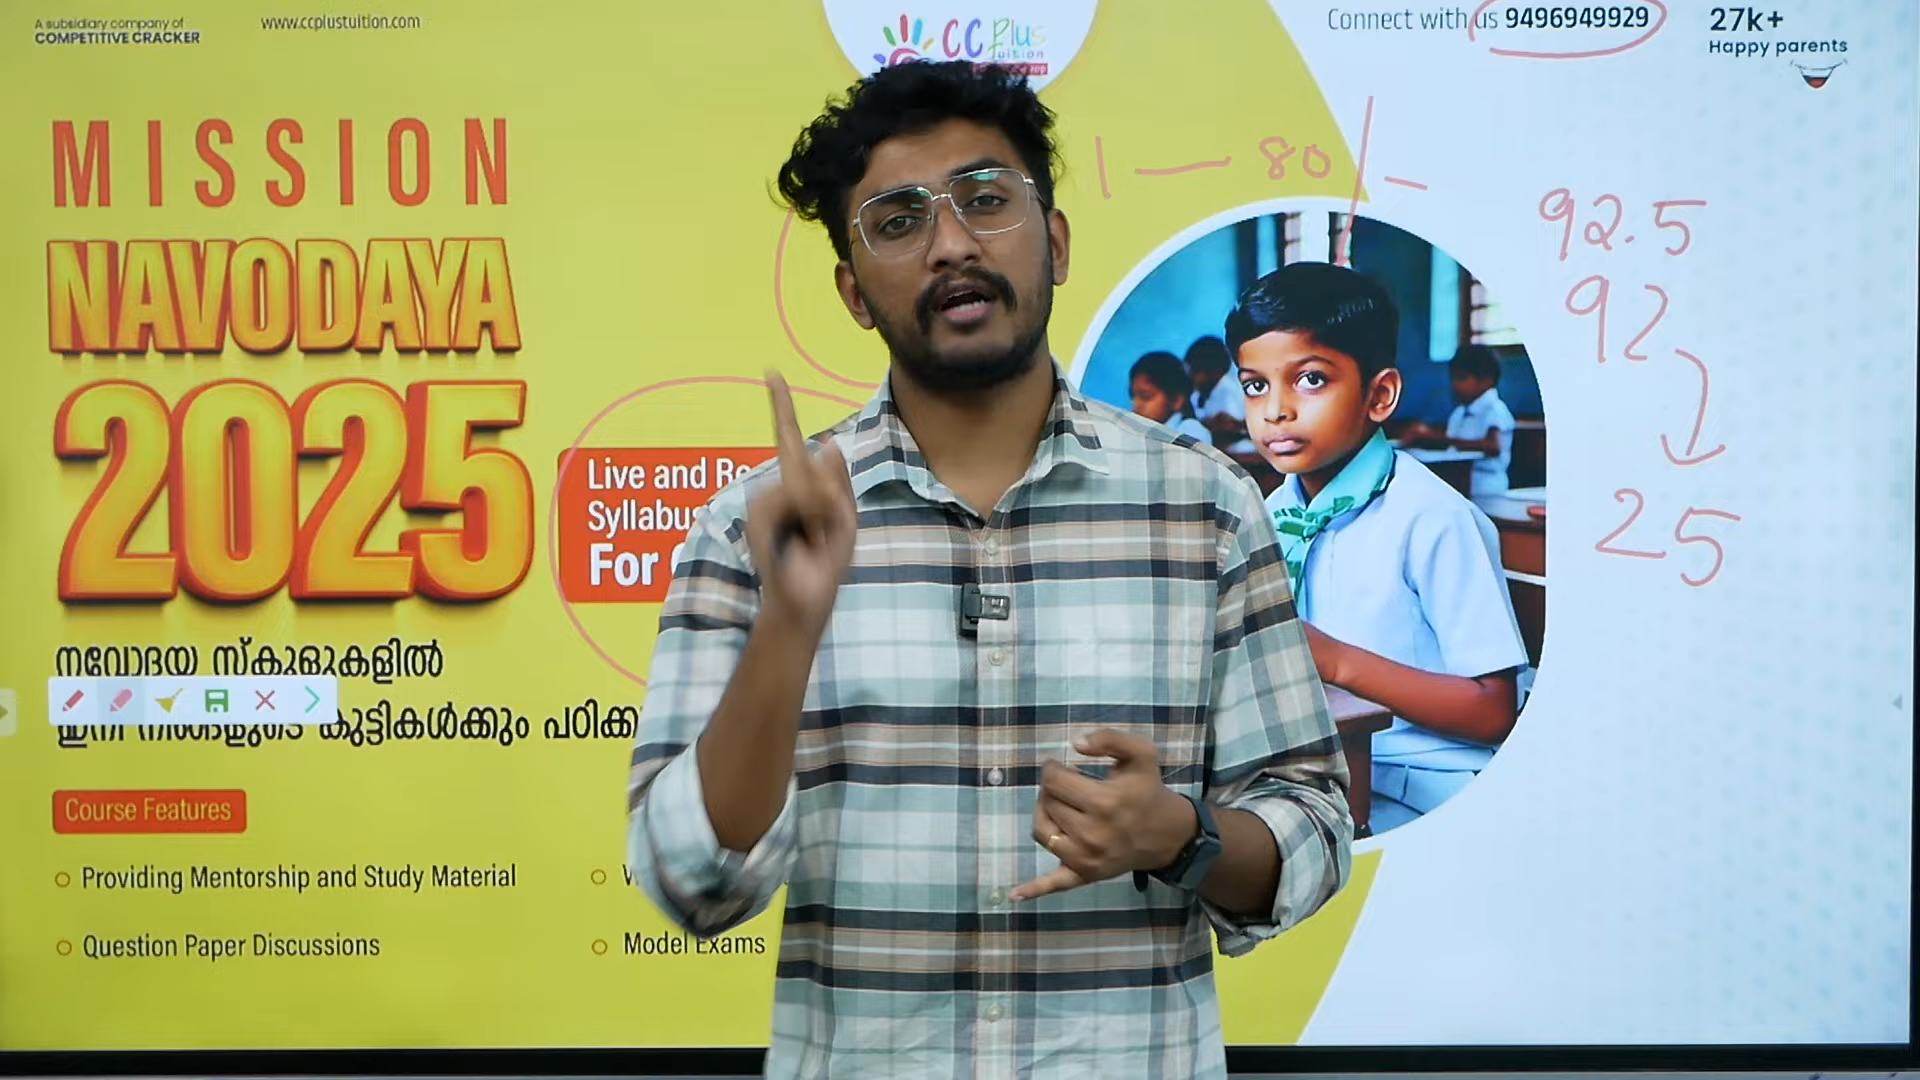 A subsidiary company of
COMPETITIVE CRACKER
www.ccplustuition.com
CC Plus
Tuition
Connect with us 9496949929
27k+
Happy parents
1 — 80 / -
92.5
92
25
MISSION
NAVODAYA
2025
Live and
Syllabus
For
നവോദയ സ്കൂളുകളിൽ
കുട്ടികൾക്കും
Course Features
Providing Mentorship and Study Material
Question Paper Discussions
Model Exams